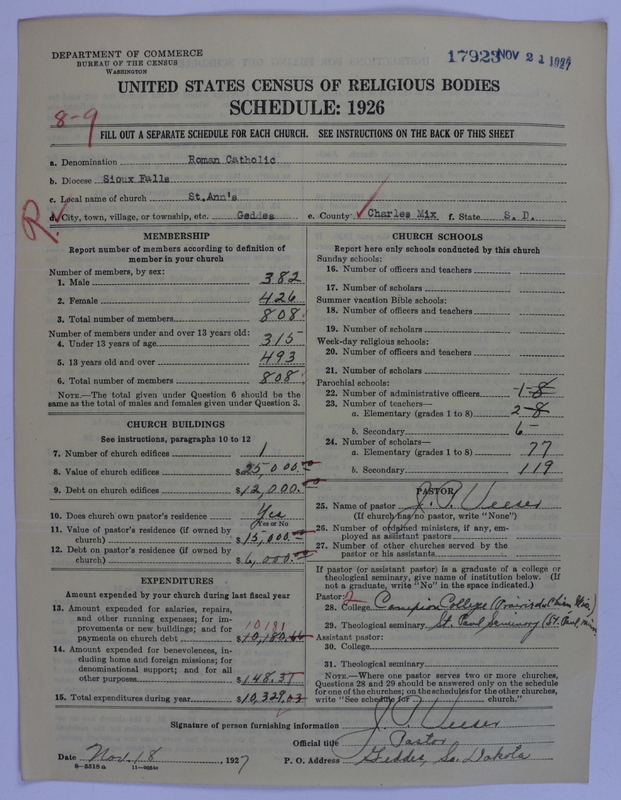 DEPARTMENT OF COMMERCE
BUREAU OF THE CENSUS
WASHINGTON
17923 NOV 21 1927
UNITED STATES CENSUS OF RELIGIOUS BODIES
SCHEDULE: 1926
8-9
FILL OUT A SEPARATE SCHEDULE FOR EACH CHURCH. SEE INSTRUCTIONS ON THE BACK OF THIS SHEET
a. Denomination Roman Catholic
b. Diocese Sioux Falls
c. Local name of church St.Ann's
R.
d. City, town, village, or township, etc. Geddes e. County Charles Mix f. State S. D.
MEMBERSHIP
Report number of members according to definition of
member in your church
Number of members, by sex:
1. Male 382
2. Female 426
3. Total number of members 808
Number of members under and over 13 years old:
4. Under 13 years of age 315
5. 13 years old and over 493
6. Total number of members 808
NOTE.—The total given under Question 6 should be the
same as the total of males and females given under Question 3.
CHURCH BUILDINGS
See instructions, paragraphs 10 to 12
7. Number of church edifices 1
8. Value of church edifices $25,000.00
9. Debt on church edifices $12,000.00
10. Does church own pastor's residence Yes
(Yes or No)
11. Value of pastor's residence (if owned by
church) $15,000.00
12. Debt on pastor's residence (if owned by
church) $6,000.00
EXPENDITURES
Amount expended by your church during last fiscal year
13. Amount expended for salaries, repairs,
and other running expenses; for im-
provements or new buildings; and for 10181
payments on church debt $10,180.66
14. Amount expended for benevolences, in-
cluding home and foreign missions; for
denominational support; and for all
other purposes $148.37
15. Total expenditures during year $10,329.03
CHURCH SCHOOLS
Report here only schools conducted by this church
Sunday schools:
16. Number of officers and teachers
17. Number of scholars
Summer vacation Bible schools:
18. Number of officers and teachers
19. Number of scholars
Week-day religious schools:
20. Number of officers and teachers
21. Number of scholars
Parochial schools:
22. Number of administrative officers 1-8
23. Number of teachers—
a. Elementary (grades 1 to 8) 2-8
b. Secondary 6
24. Number of scholars—
a. Elementary (grades 1 to 8) 77
b. Secondary 119
PASTOR
25. Name of pastor J. P. Veeser
(If church has no pastor, write "None")
26. Number of ordained ministers, if any, em-
ployed as assistant pastors
27. Number of other churches served by the
pastor or his assistants
If pastor (or assistant pastor) is a graduate of a college or
theological seminary, give name of institution below. (If
not a graduate, write "No" in the space indicated.)
Pastor: 2
28. College Campion College (Prairie du Chien Wis.)
29. Theological seminary St. Paul Seminary (St. Paul, Minn
Assistant pastor:
30. College
31. Theological seminary
NOTE.—Where one pastor serves two or more churches,
Questions 28 and 29 should be answered only on the schedule
for one of the churches; on the schedules for the other churches,
write "See schedule for church."
Signature of person furnishing information J. P. Veeser
Official title Pastor
Date Nov. 18, 1927 P. O. Address Geddes, So. Dakota
8-5518a